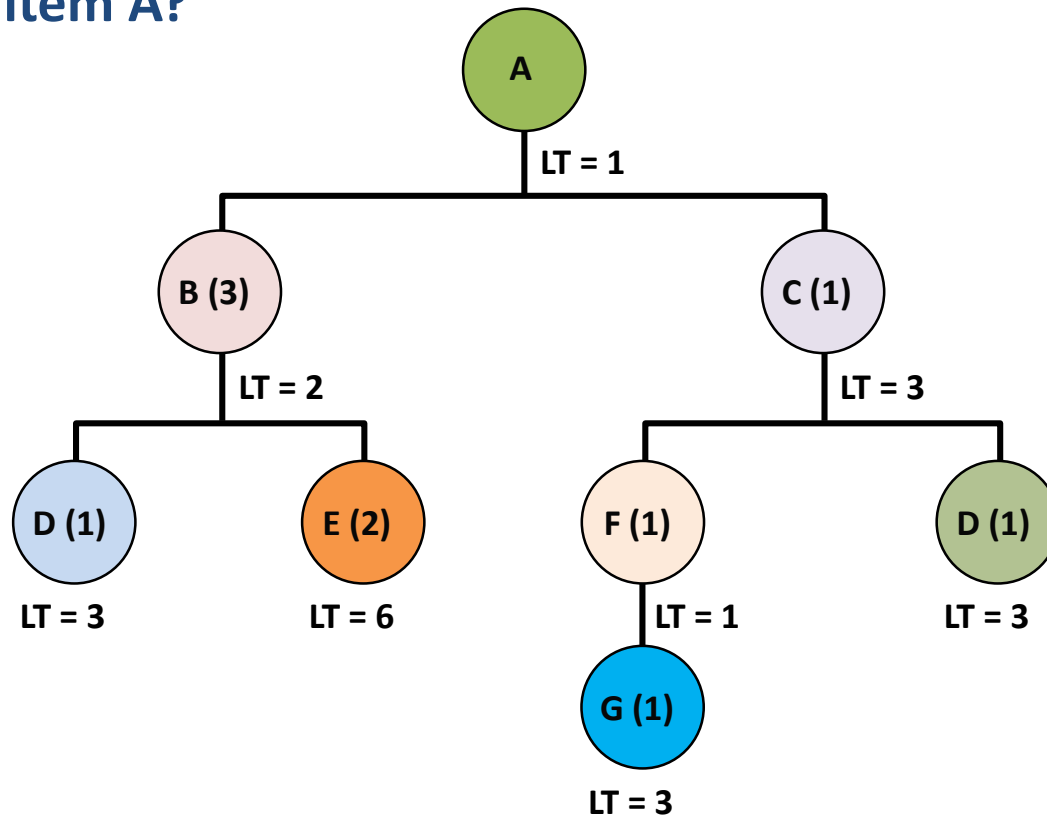 Item A?
A
LT = 1
B (3)
C (1)
LT = 2
LT = 3
D (1)
E (2)
F (1)
D (1)
LT = 3
LT = 6
LT = 1
LT = 3
G (1)
LT = 3